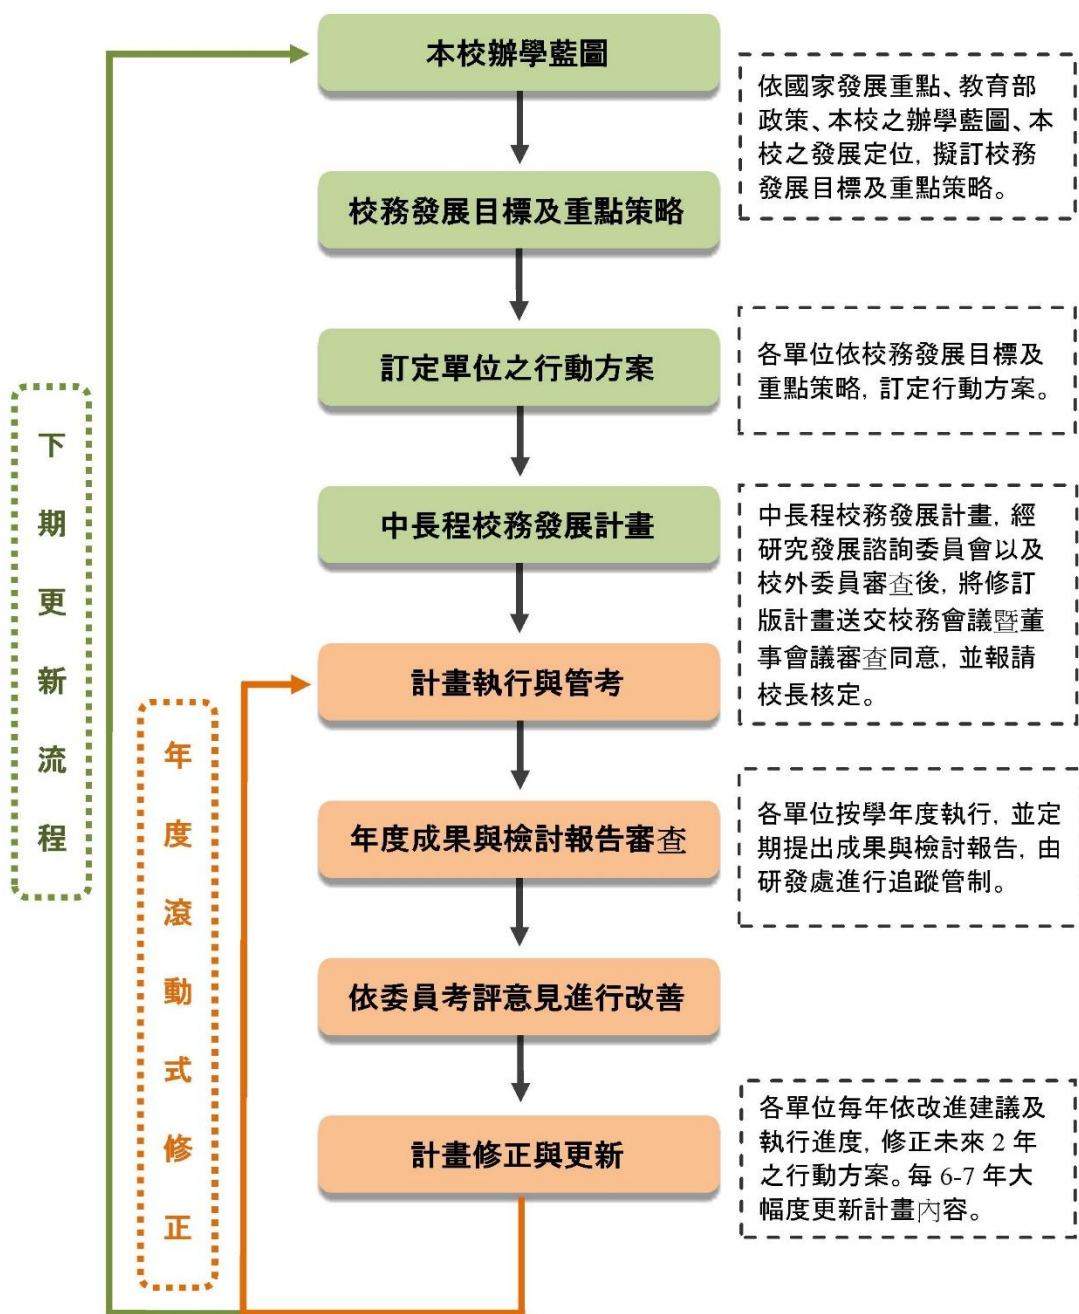 本校辦學藍圖
依國家發展重點、教育部
政策、本校之辦學藍圖、本
校之發展定位, 擬訂校務
發展目標及重點策略。
校務發展目標及重點策略
訂定單位之行動方案
各單位依校務發展目標及
重點策略, 訂定行動方案。
中長程校務發展計畫
中長程校務發展計畫, 經
研究發展諮詢委員會以及
校外委員審查後, 將修訂
版計畫送交校務會議暨董
事會議審查同意, 並報請
校長核定。
計畫執行與管考
年度成果與檢討報告審查
各單位按學年度執行, 並定
期提出成果與檢討報告, 由
研發處進行追蹤管制。
依委員考評意見進行改善
計畫修正與更新
各單位每年依改進建議及
執行進度, 修正未來 2 年
之行動方案。每 6-7 年大
幅度更新計畫內容。
下期更新流程
年度滾動式修正